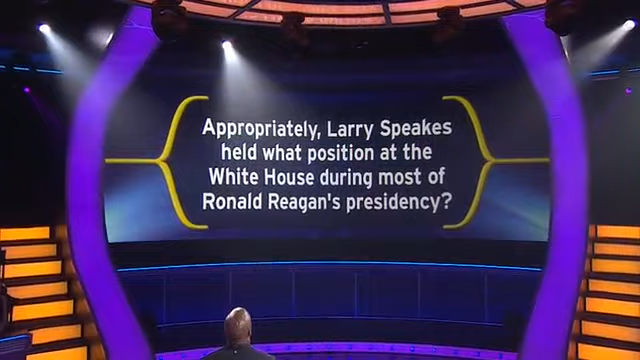 Appropriately, Larry Speakes
held what position at the
White House during most of
Ronald Reagan's presidency?